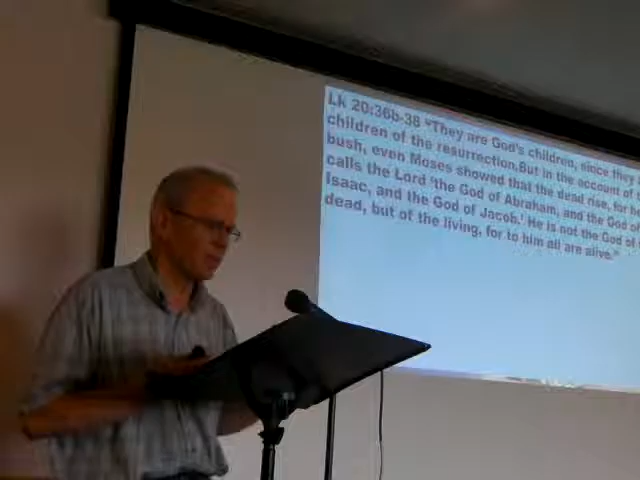 Lk 20:36b-38 “They are God's children, since they
children of the resurrection.But in the account of
bush, even Moses showed that the dead rise, for
calls the Lord ‘the God of Abraham, and the God of
Isaac, and the God of Jacob.’ He is not the God of
dead, but of the living, for to him all are alive.”